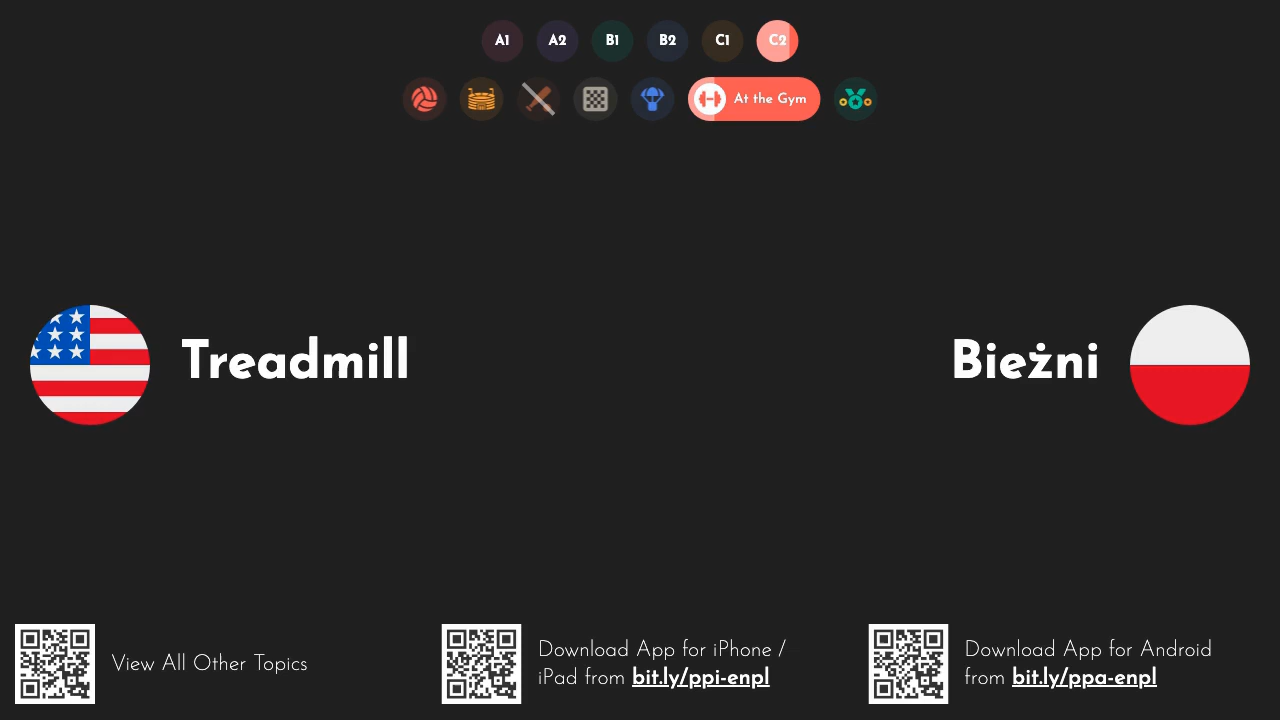 A1 A2 B1 B2 C1 C2
At the Gym
Treadmill
Bieżni
View All Other Topics
Download App for iPhone /
iPad from bit.ly/ppi-enpl
Download App for Android
from bit.ly/ppa-enpl